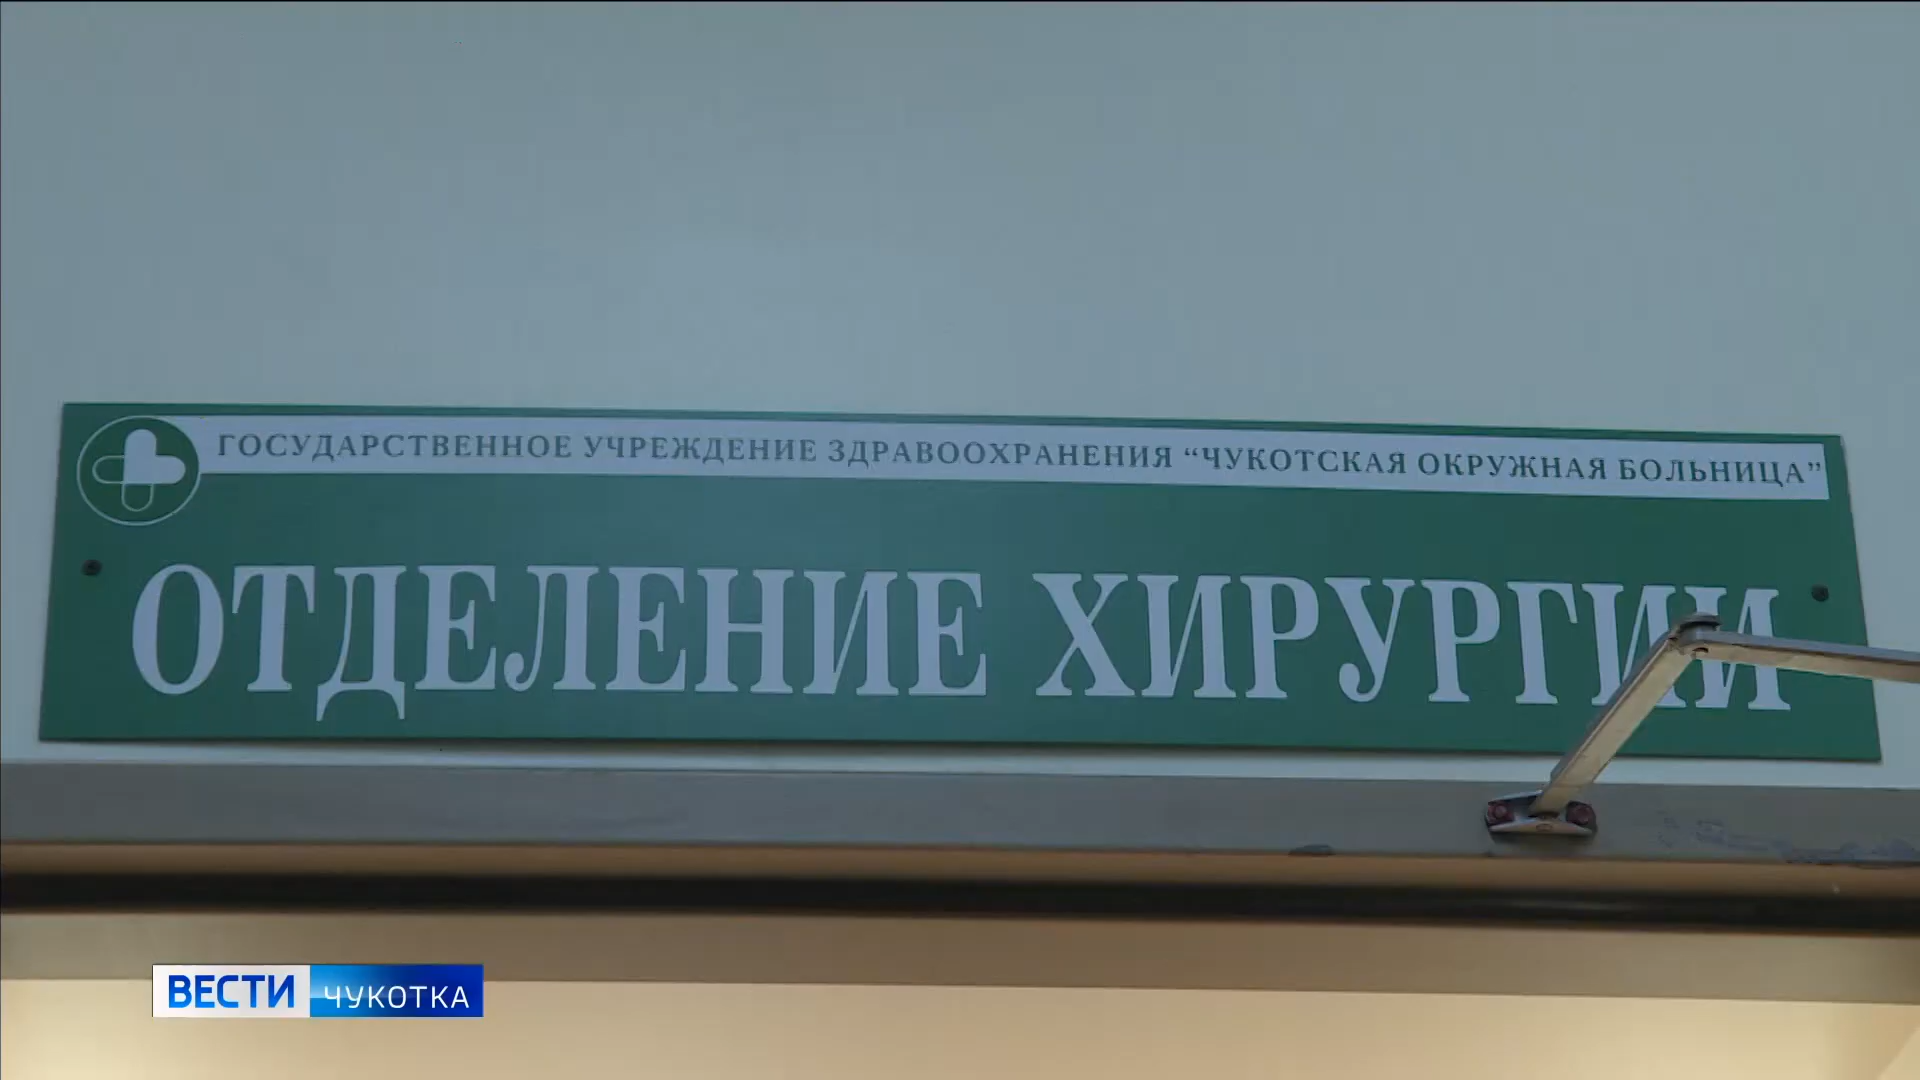 ГОСУДАРСТВЕННОЕ УЧРЕЖДЕНИЕ ЗДРАВООХРАНЕНИЯ “ЧУКОТСКАЯ ОКРУЖНАЯ БОЛЬНИЦА”
ОТДЕЛЕНИЕ ХИРУРГИИ
ВЕСТИ ЧУКОТКА